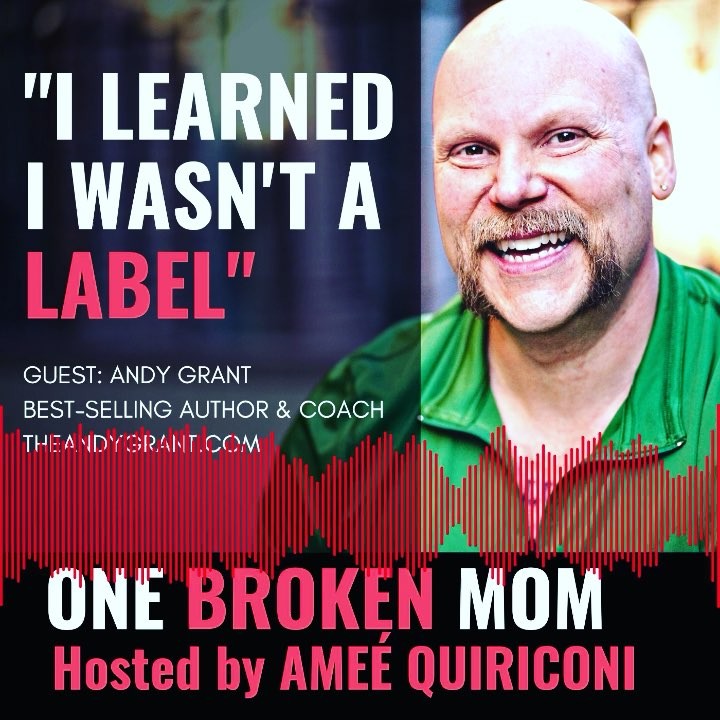 "I LEARNED
I WASN'T A
LABEL"
GUEST: ANDY GRANT
BEST-SELLING AUTHOR & COACH
THEANDYGRANT.COM
ONE BROKEN MOM
Hosted by AMEÉ QUIRICONI